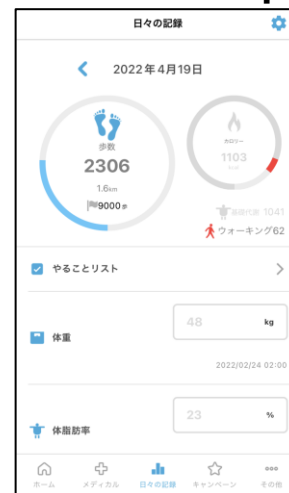 日々の記録
2022年4月19日
歩数
2306
1.6km
9000歩
カロリー
1103
kcal
基礎代謝 1041
ウォーキング62
やることリスト
48 kg
体重
2022/02/24 02:00
23 %
体脂肪率
ホーム メディカル 日々の記録 キャンペーン その他